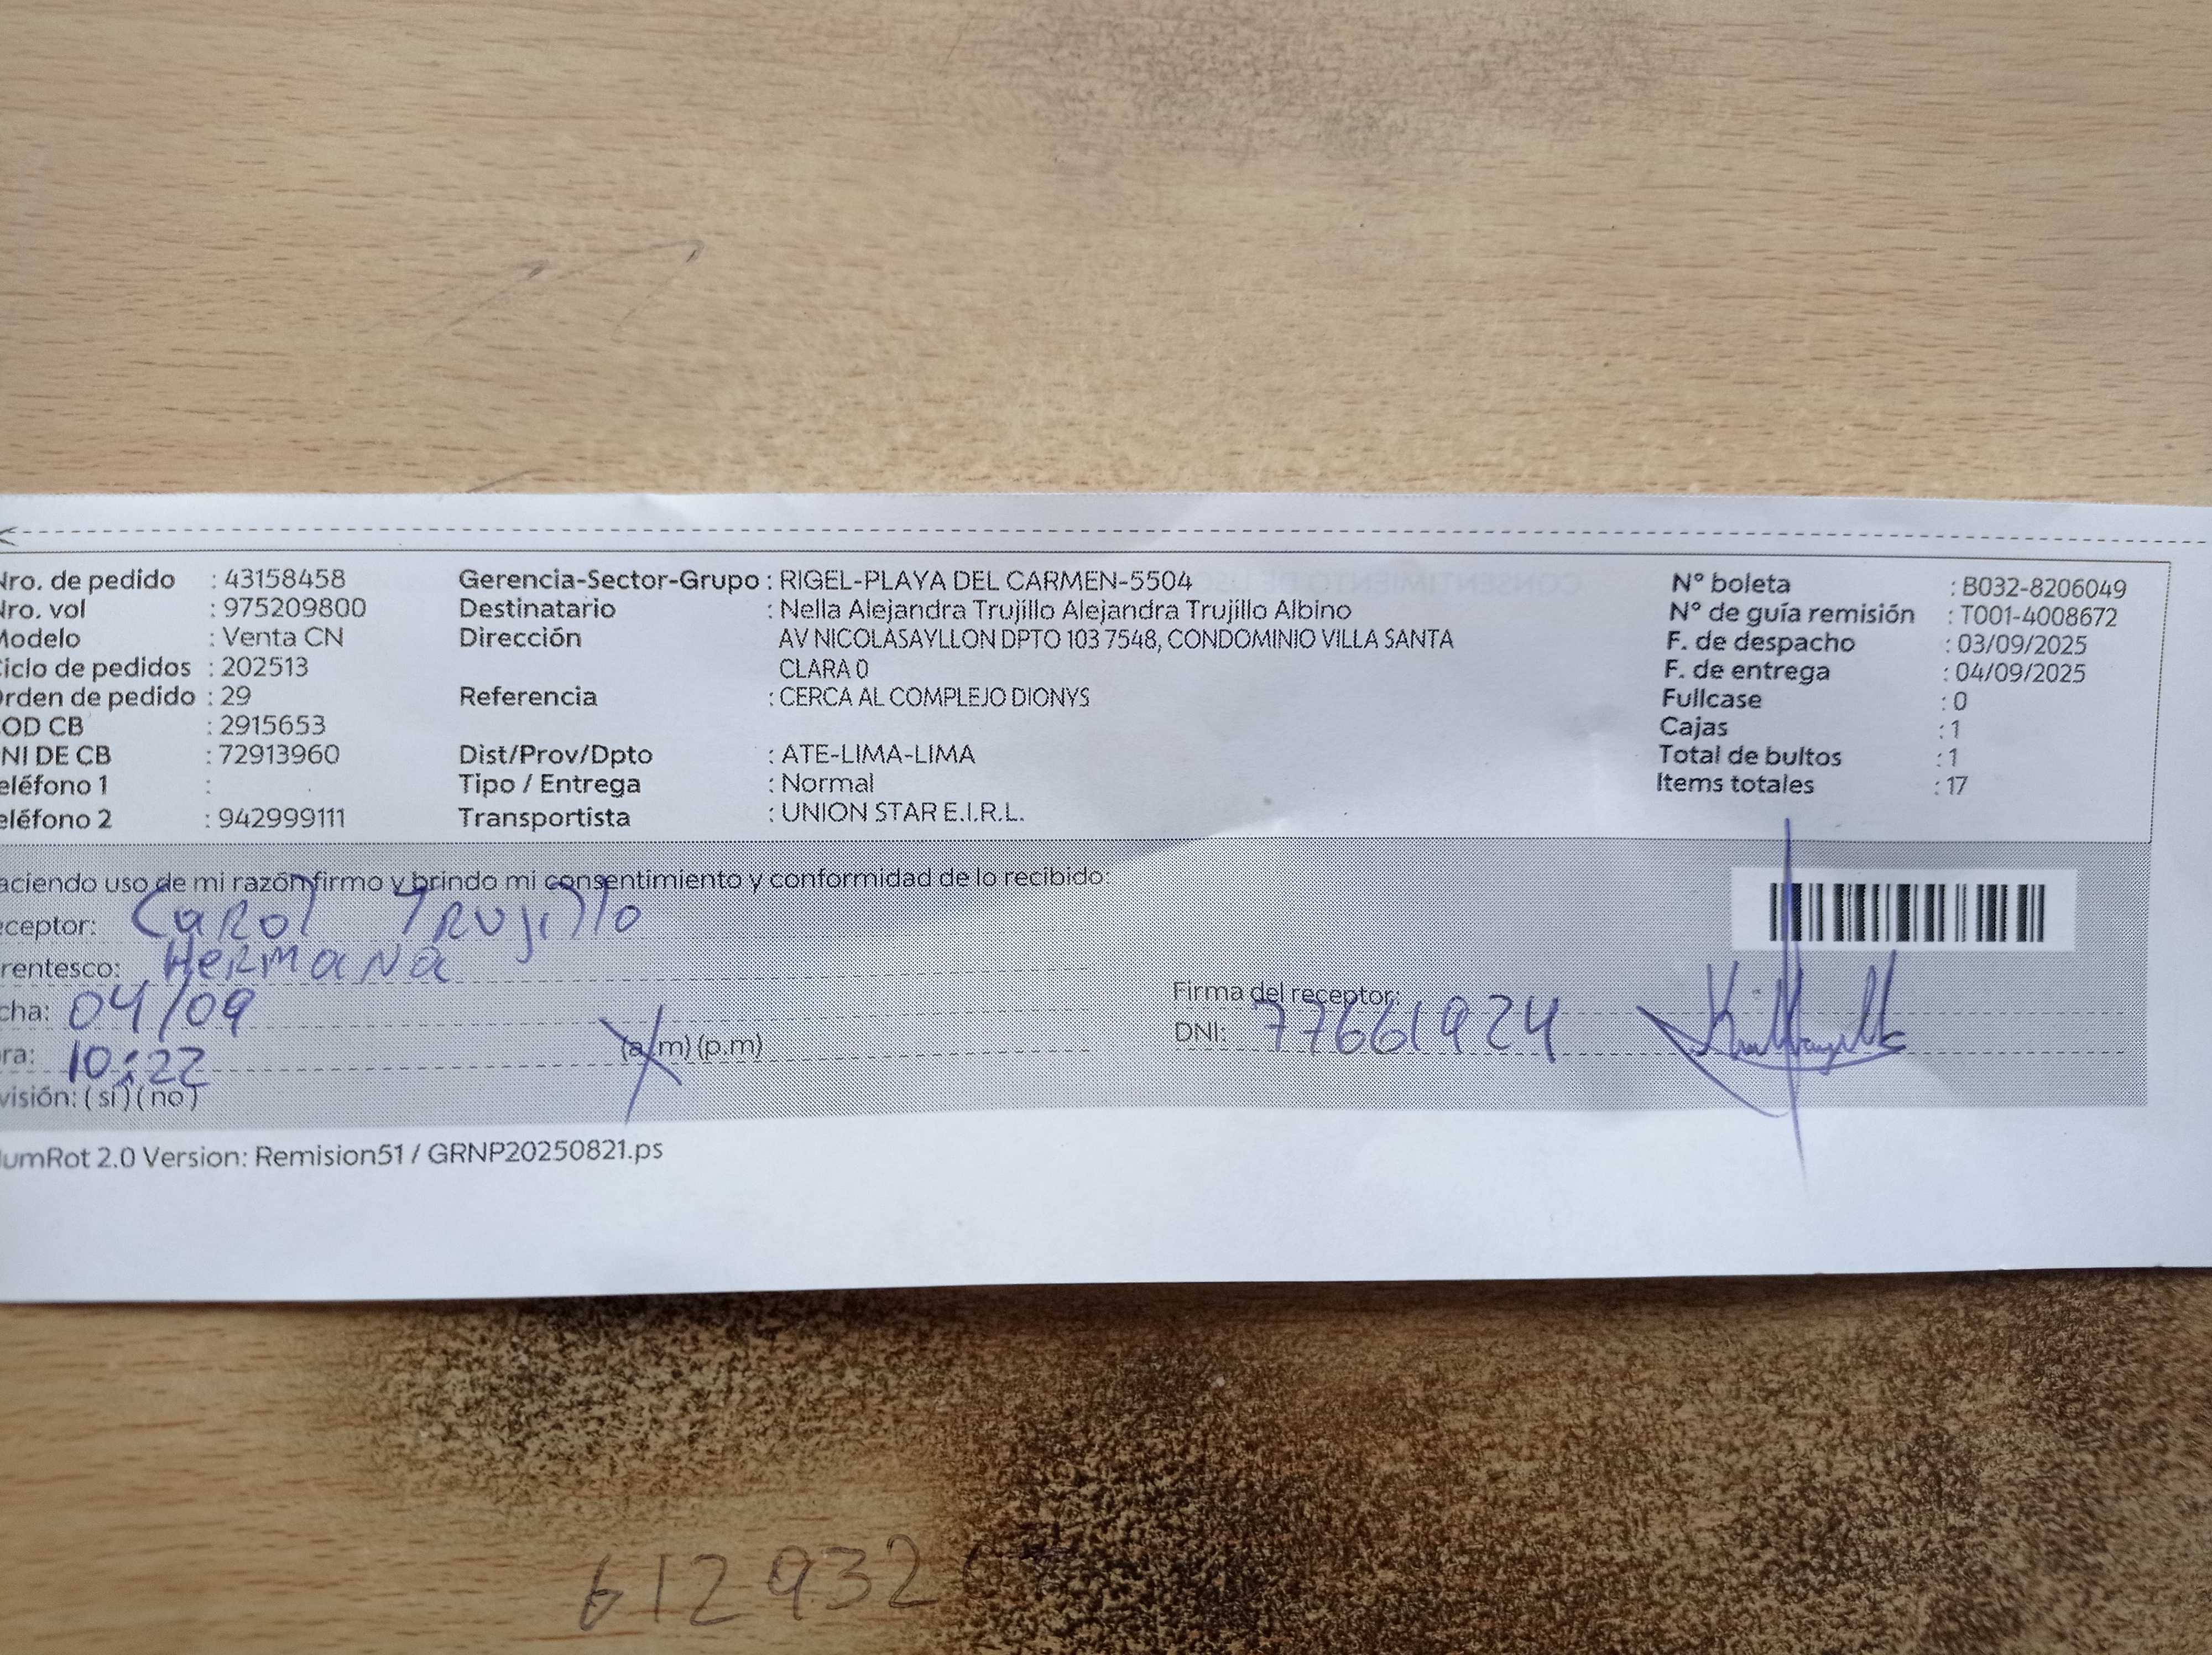 Nro. de pedido : 43158458 Gerencia-Sector-Grupo : RIGEL-PLAYA DEL CARMEN-5504 N° boleta : B032-8206049
Nro. vol : 975209800 Destinatario : Nella Alejandra Trujillo Alejandra Trujillo Albino N° de guía remisión : T001-4008672
Modelo : Venta CN Dirección AV NICOLASAYLLON DPTO 103 7548, CONDOMINIO VILLA SANTA F. de despacho : 03/09/2025
iclo de pedidos : 202513 CLARA 0 F. de entrega : 04/09/2025
rden de pedido : 29 Referencia : CERCA AL COMPLEJO DIONYS Fullcase : 0
OD CB : 2915653 Cajas : 1
NI DE CB : 72913960 Dist/Prov/Dpto : ATE-LIMA-LIMA Total de bultos : 1
eléfono 1 : Tipo / Entrega : Normal Items totales : 17
eléfono 2 : 942999111 Transportista : UNION STAR E.I.R.L.
aciendo uso de mi razón firmo y brindo mi consentimiento y conformidad de lo recibido:
ceptor: Carol Trujillo
rentesco: Hermana
cha: 04/09 Firma del receptor:
ra: 10:22 (a.m) (p.m) DNI: 77661924
visión: (si) (no)
umRot 2.0 Version: Remision51 / GRNP20250821.ps
612932